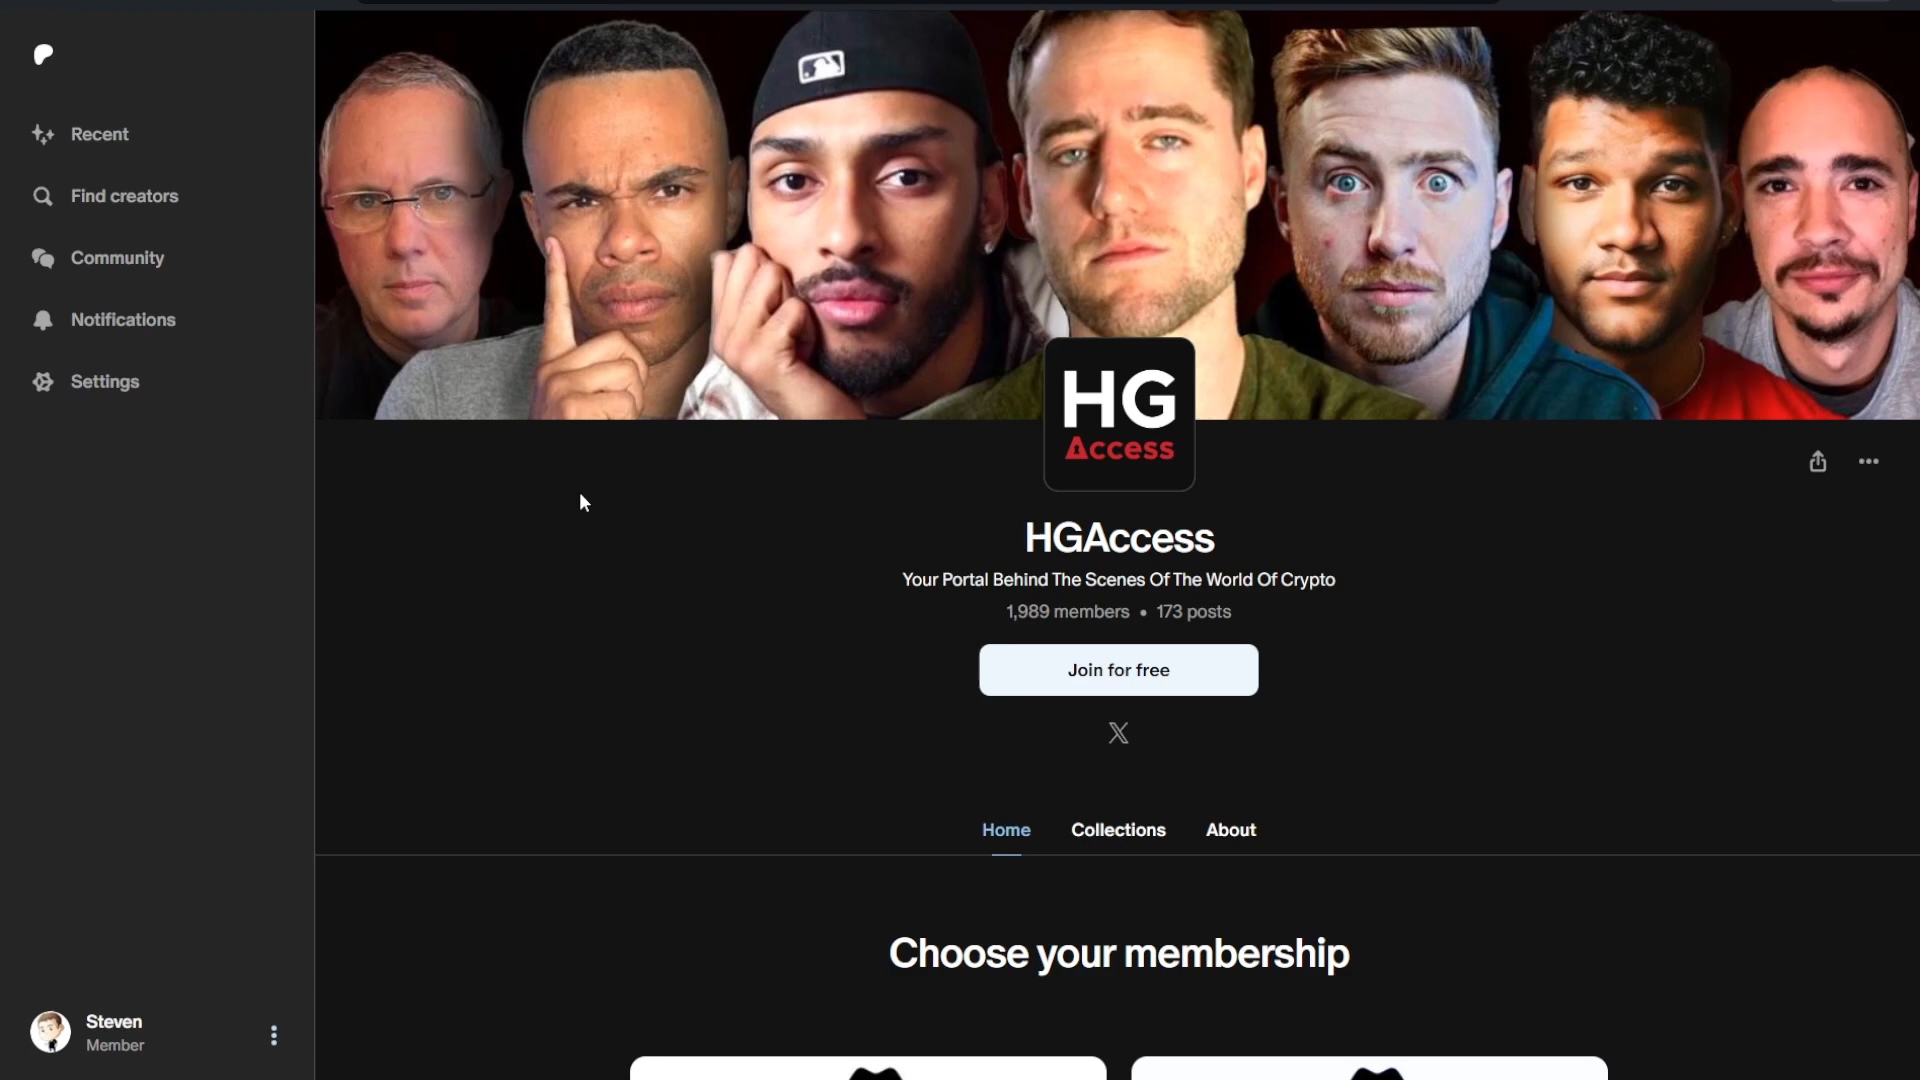 Recent
Find creators
Community
Notifications
Settings
HG
Access
HGAccess
Your Portal Behind The Scenes Of The World Of Crypto
1,989 members • 173 posts
Join for free
Home
Collections
About
Choose your membership
Steven
Member